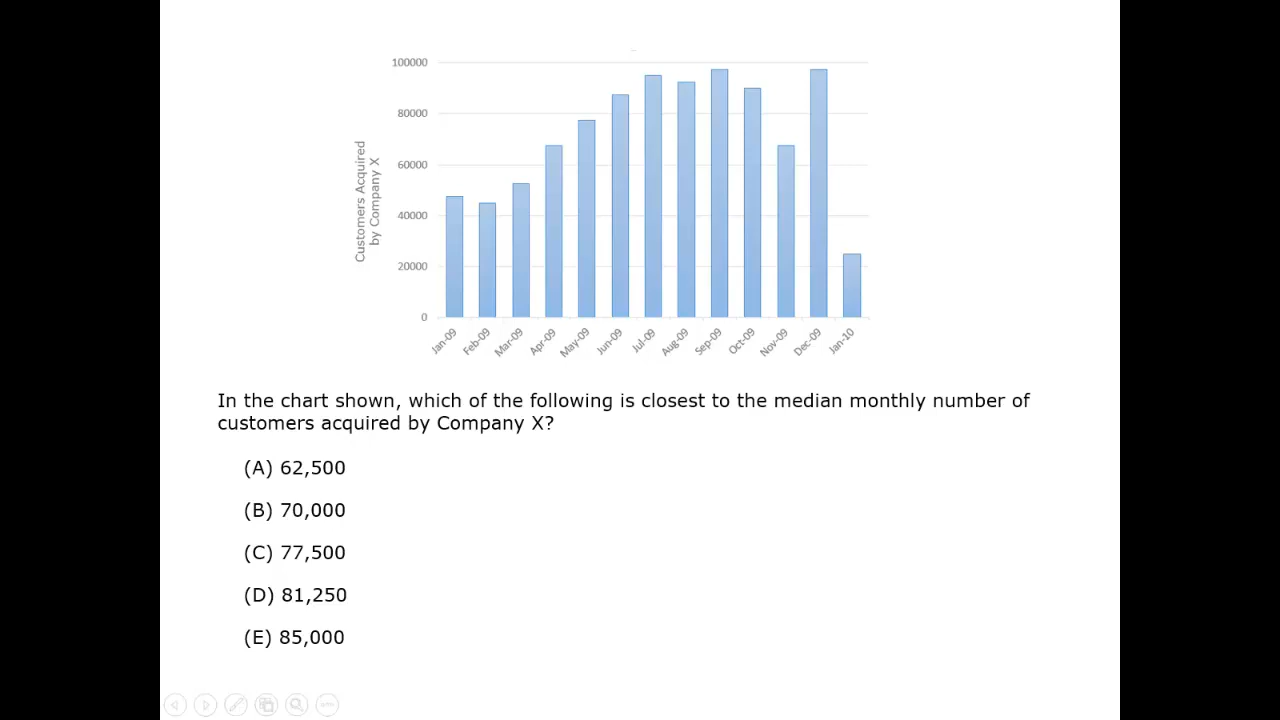 100000
80000
60000
40000
20000
0
Customers Acquired
by Company X
Jan-09
Feb-09
Mar-09
Apr-09
May-09
Jun-09
Jul-09
Aug-09
Sep-09
Oct-09
Nov-09
Dec-09
Jan-10
In the chart shown, which of the following is closest to the median monthly number of
customers acquired by Company X?
(A) 62,500
(B) 70,000
(C) 77,500
(D) 81,250
(E) 85,000